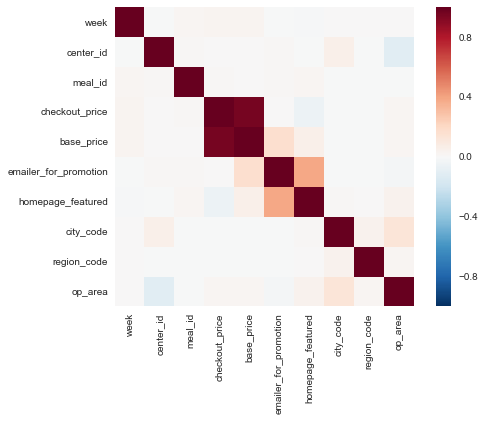 week
center_id
meal_id
checkout_price
base_price
emailer_for_promotion
homepage_featured
city_code
region_code
op_area
0.8
0.4
0.0
−0.4
−0.8
week
center_id
meal_id
checkout_price
base_price
emailer_for_promotion
homepage_featured
city_code
region_code
op_area